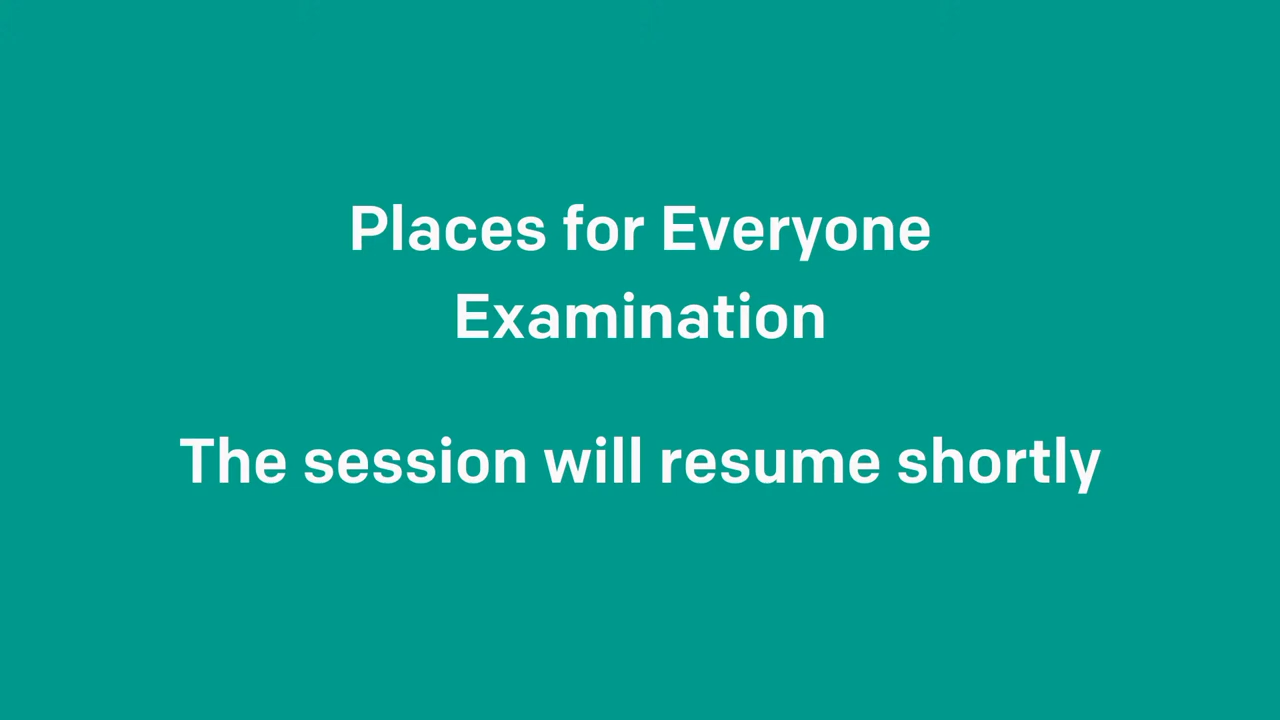 Places for Everyone
Examination
The session will resume shortly